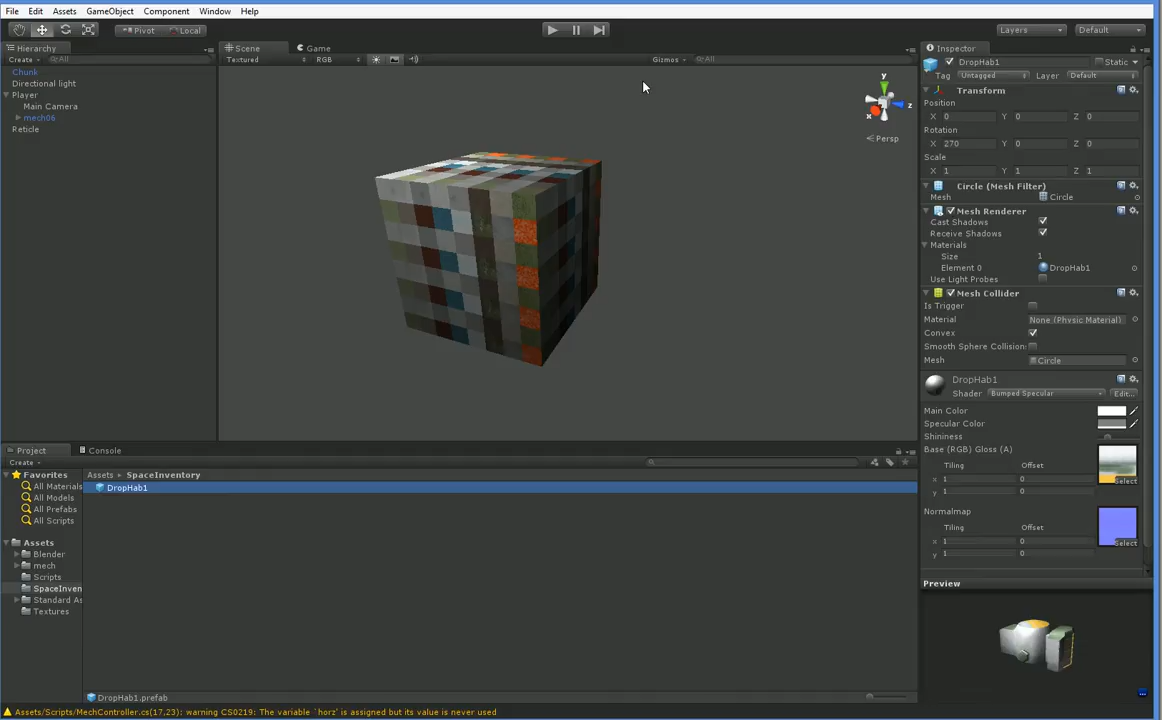 File Edit Assets GameObject Component Window Help
Pivot Local Layers Default
Hierarchy Scene Game Inspector
Create All Textured RGB Gizmos All DropHab1 Static
Chunk Tag Untagged Layer Default
Directional light Transform
Player Position
Main Camera X 0 Y 0 Z 0
mech06 Rotation
Reticle X 270 Y 0 Z 0
y z x
Persp
Scale
X 1 Y 1 Z 1
Circle (Mesh Filter)
Mesh Circle
Mesh Renderer
Cast Shadows
Receive Shadows
Materials
Size 1
Element 0 DropHab1
Use Light Probes
Mesh Collider
Is Trigger
Material None (Physic Material)
Convex
Smooth Sphere Collision
Mesh Circle
DropHab1
Shader Bumped Specular Edit...
Main Color
Specular Color
Shininess
Base (RGB) Gloss (A)
Tiling Offset
x 1 0
y 1 0
Select
Normalmap
Tiling Offset
x 1 0
y 1 0
Select
Preview
Project Console
Create
Favorites Assets SpaceInventory
All Materials DropHab1
All Models
All Prefabs
All Scripts
Assets
Blender
mech
Scripts
SpaceInven
Standard As
Textures
DropHab1.prefab
Assets/Scripts/MechController.cs(17,23): warning CS0219: The variable `horz' is assigned but its value is never used